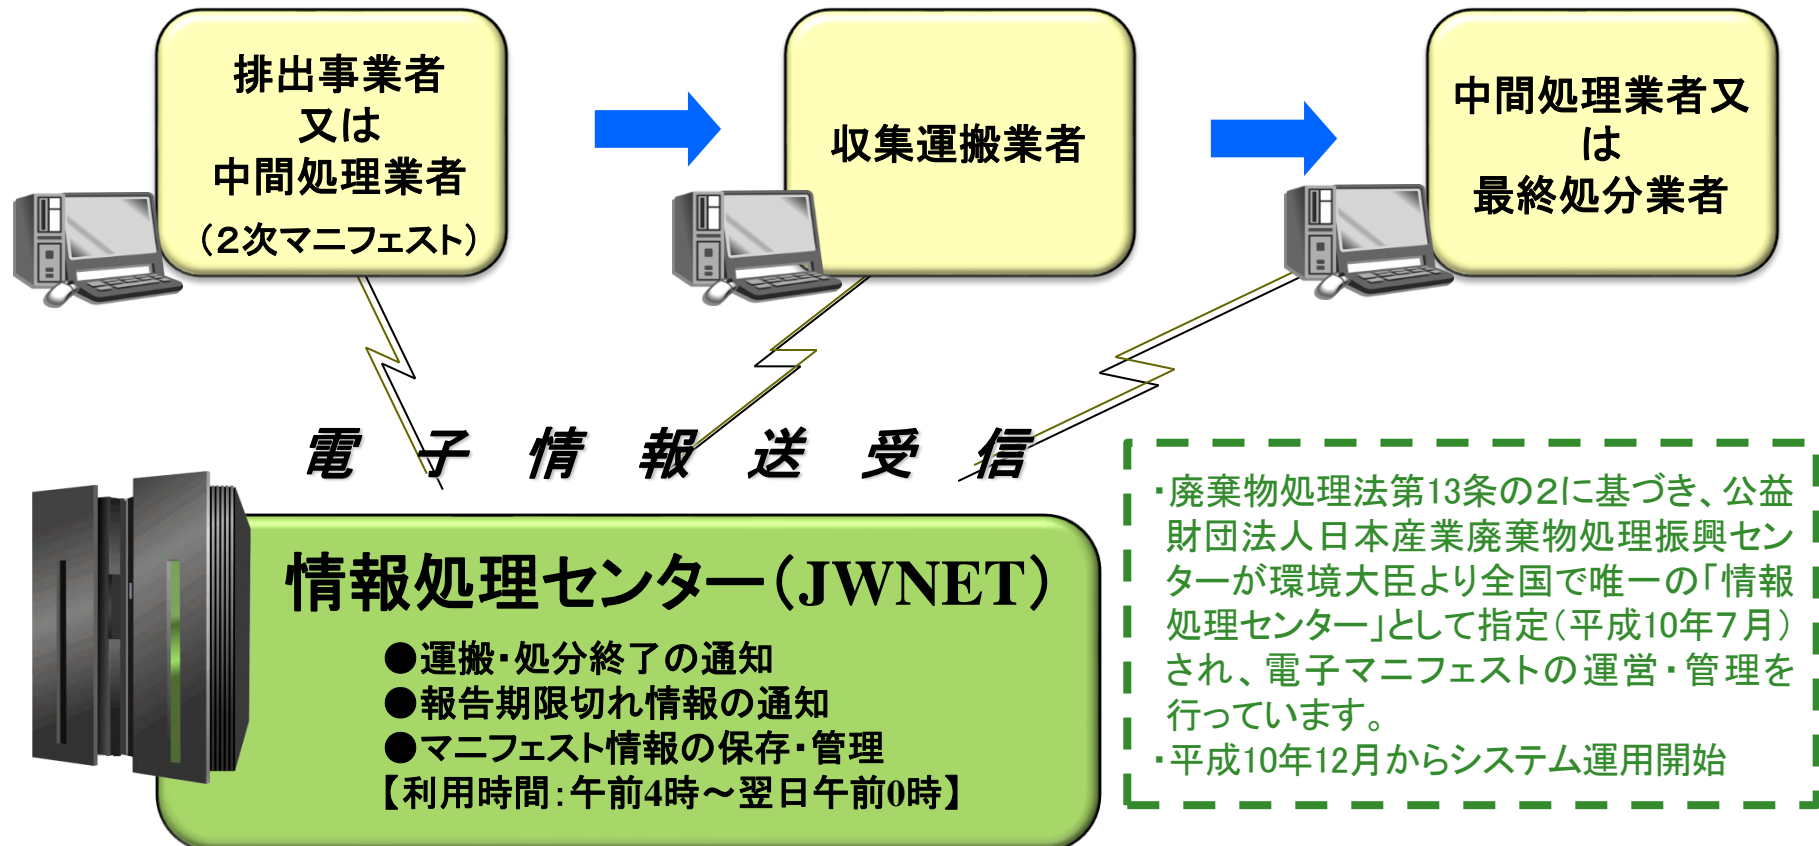 排出事業者
又は
中間処理業者
（２次マニフェスト）
収集運搬業者
中間処理業者又
は
最終処分業者
電子情報送受信
情報処理センター（JWNET）
●運搬・処分終了の通知
●報告期限切れ情報の通知
●マニフェスト情報の保存・管理
【利用時間：午前4時～翌日午前0時】
・廃棄物処理法第13条の２に基づき、公益
財団法人日本産業廃棄物処理振興セン
ターが環境大臣より全国で唯一の「情報
処理センター」として指定（平成10年７月）
され、電子マニフェストの運営・管理を
行っています。
・平成10年12月からシステム運用開始